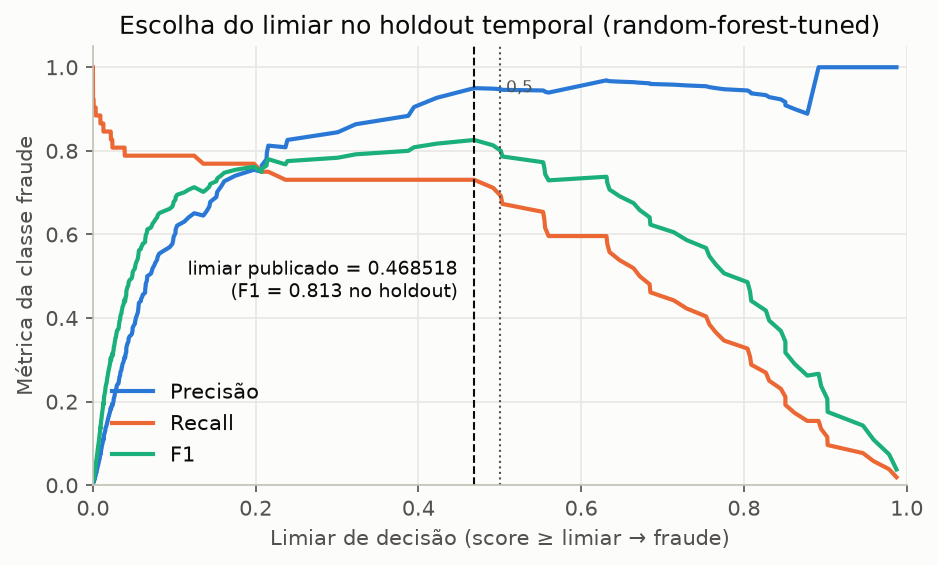 Escolha do limiar no holdout temporal (random-forest-tuned)
Métrica da classe fraude
1.0
0.8
0.6
0.4
0.2
0.0
0,5
limiar publicado = 0.468518
(F1 = 0.813 no holdout)
Precisão
Recall
F1
0.0 0.2 0.4 0.6 0.8 1.0
Limiar de decisão (score ≥ limiar → fraude)